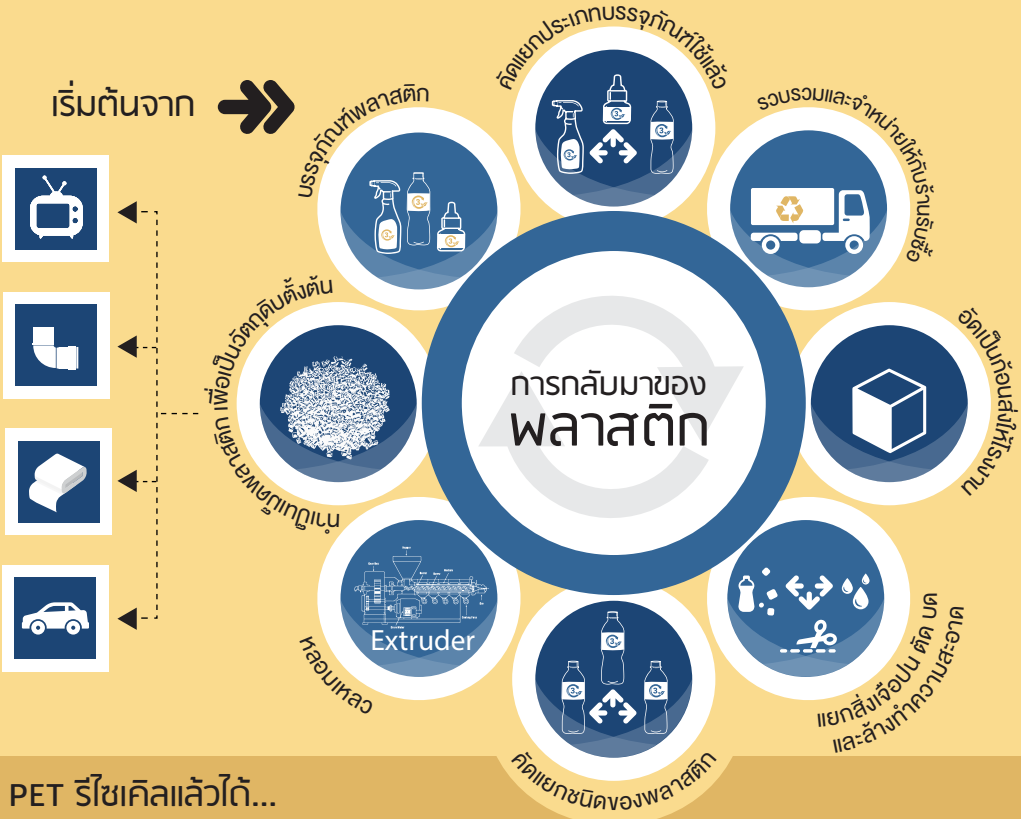 เริ่มต้นจาก
บรรจุภัณฑ์พลาสติก
คัดแยกประเภทบรรจุภัณฑ์ใช้แล้ว
รวบรวมและจำหน่ายให้กับร้านรับซื้อ
อัดเป็นก้อนส่งให้โรงงาน
แยกสิ่งเจือปน ตัด บด
และล้างทำความสะอาด
คัดแยกชนิดของพลาสติก
หลอมเหลว
Extruder
นำเม็ดพลาสติก เพื่อเป็นวัตถุดิบตั้งต้น
การกลับมาของ
พลาสติก
PET รีไซเคิลแล้วได้...